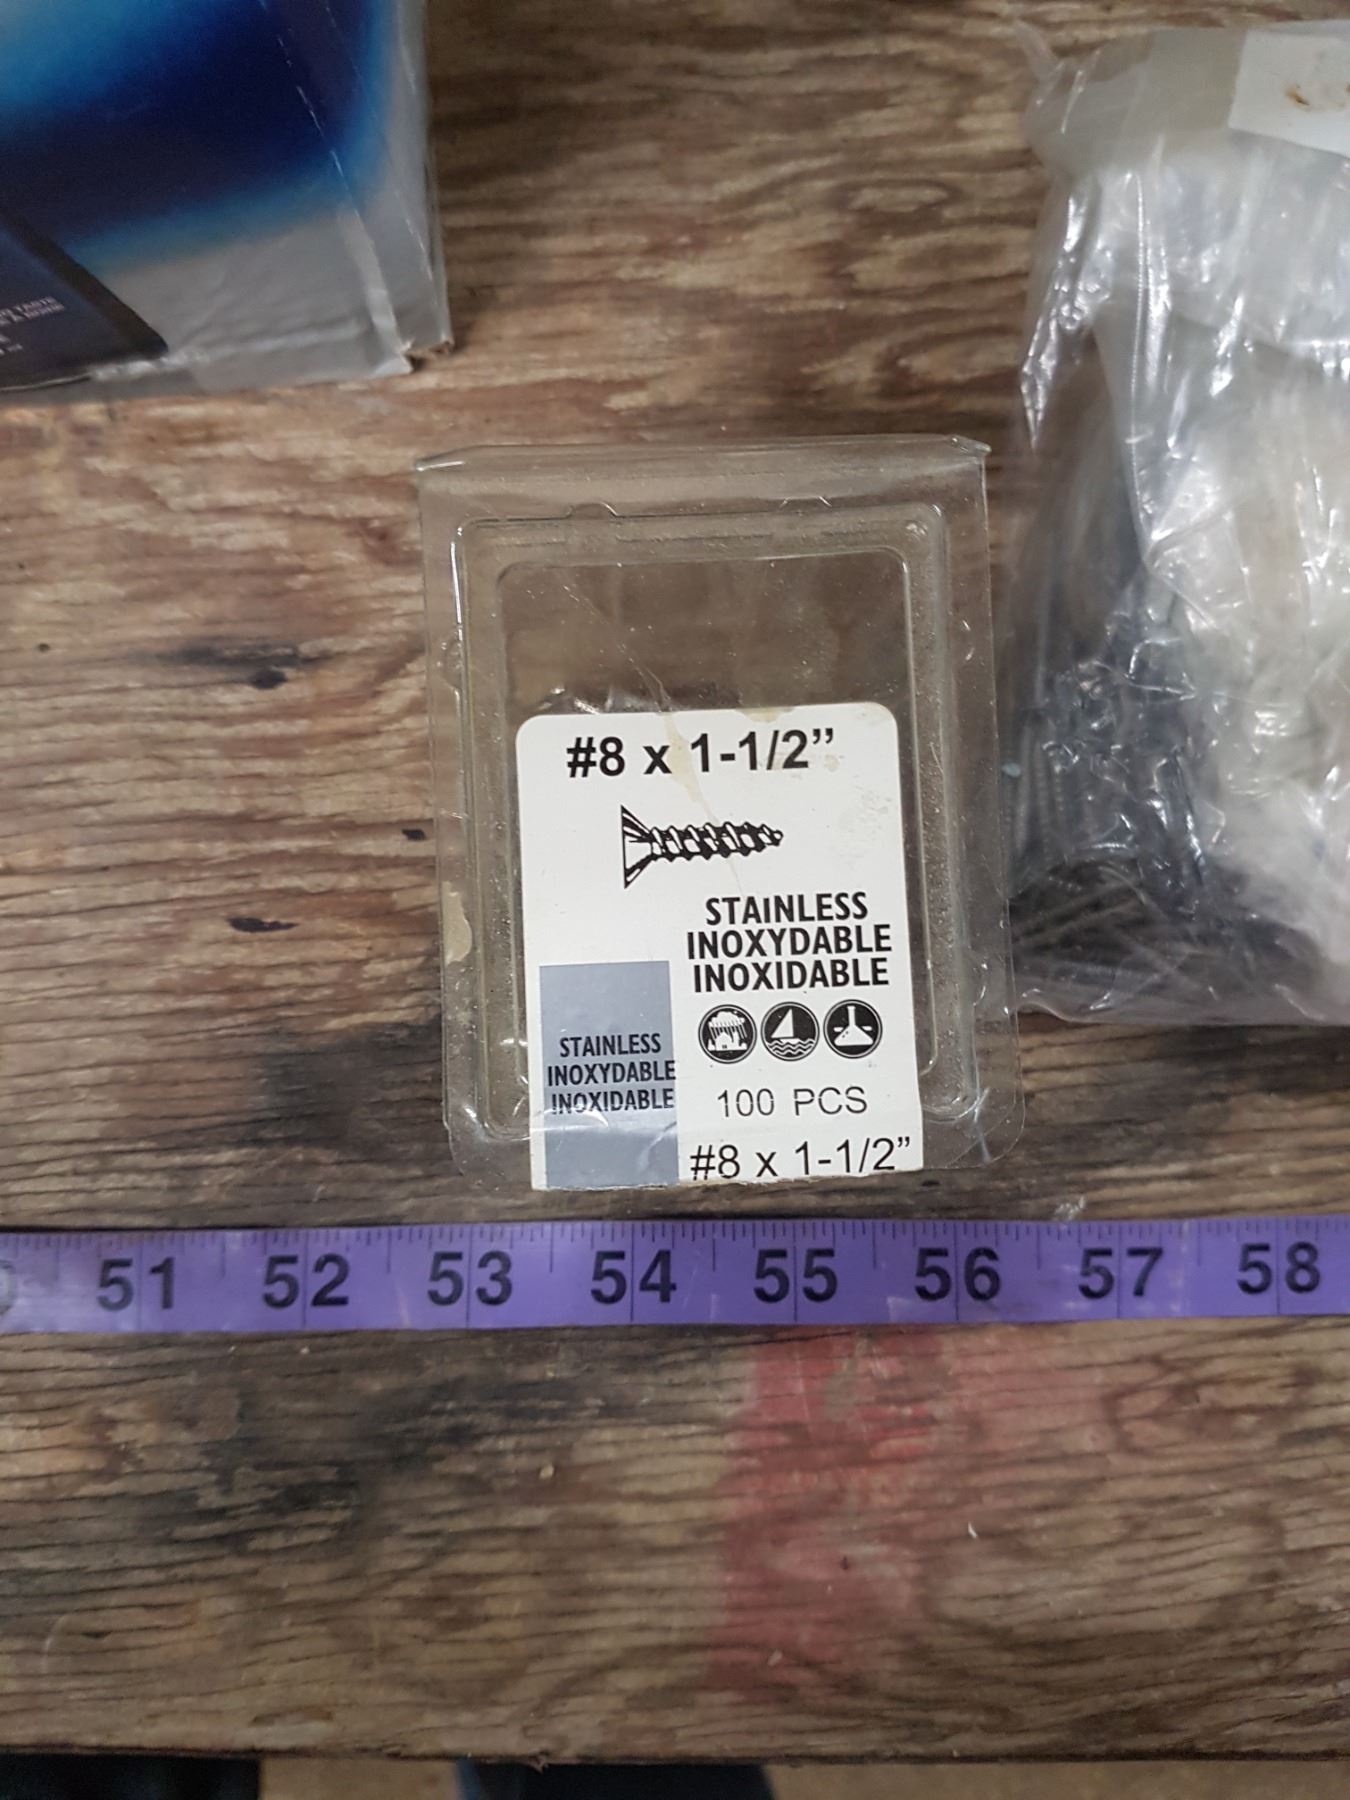 #8 x 1-1/2”
STAINLESS
INOXYDABLE
INOXIDABLE
STAINLESS
INOXYDABLE
INOXIDABLE
100 PCS
#8 x 1-1/2”
51 52 53 54 55 56 57 58